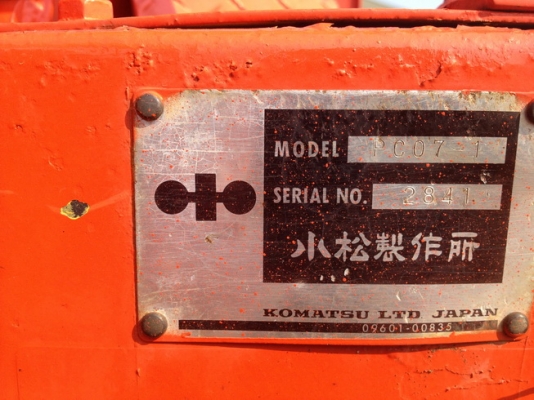 MODEL PC07-1
SERIAL NO. 2841
小松製作所
KOMATSU LTD JAPAN
09601-00835